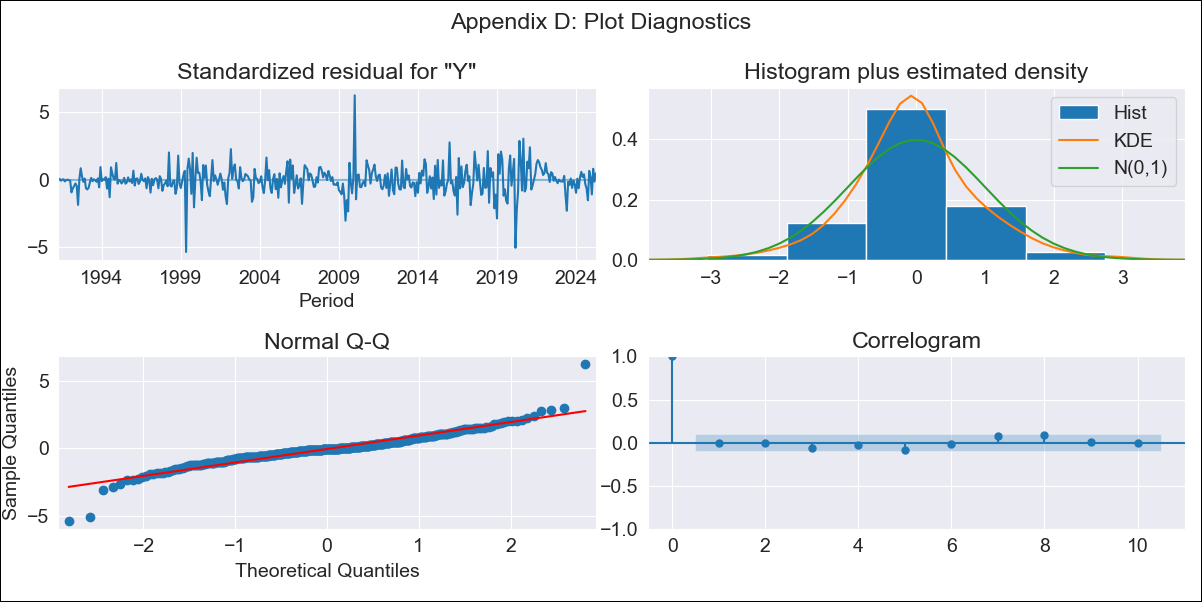 Appendix D: Plot Diagnostics
Standardized residual for "Y"
5
0
−5
1994 1999 2004 2009 2014 2019 2024
Period
Histogram plus estimated density
Hist
KDE
N(0,1)
0.4
0.2
0.0
−3 −2 −1 0 1 2 3
Normal Q-Q
Sample Quantiles
5
0
−5
−2 −1 0 1 2
Theoretical Quantiles
Correlogram
1.0
0.5
0.0
−0.5
−1.0
0 2 4 6 8 10